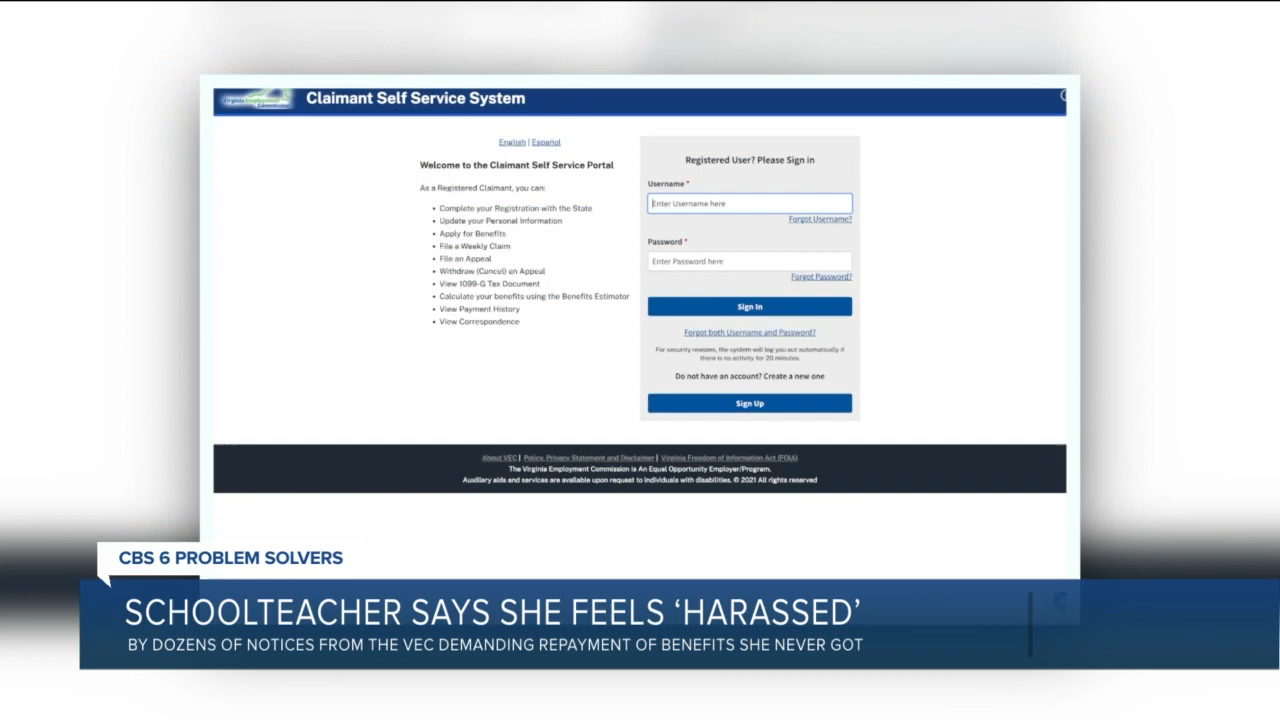 Virginia Employment
Commission
Claimant Self Service System
English | Español
Welcome to the Claimant Self Service Portal
As a Registered Claimant, you can:
• Complete your Registration with the State
• Update your Personal Information
• Apply for Benefits
• File a Weekly Claim
• File an Appeal
• Withdraw (Cancel) an Appeal
• View 1099-G Tax Document
• Calculate your benefits using the Benefits Estimator
• View Payment History
• View Correspondence
Registered User? Please Sign in
Username *
Enter Username here
Forgot Username?
Password *
Enter Password here
Forgot Password?
Sign In
Forgot both Username and Password?
For security reasons, the system will log you out automatically if
there is no activity for 20 minutes
Do not have an account? Create a new one
Sign Up
About VEC | Policy, Privacy Statement and Disclaimer | Virginia Freedom of Information Act (FOIA)
The Virginia Employment Commission is An Equal Opportunity Employer/Program.
Auxiliary aids and services are available upon request to individuals with disabilities. © 2021 All rights reserved
CBS 6 PROBLEM SOLVERS
SCHOOLTEACHER SAYS SHE FEELS ‘HARASSED’
BY DOZENS OF NOTICES FROM THE VEC DEMANDING REPAYMENT OF BENEFITS SHE NEVER GOT